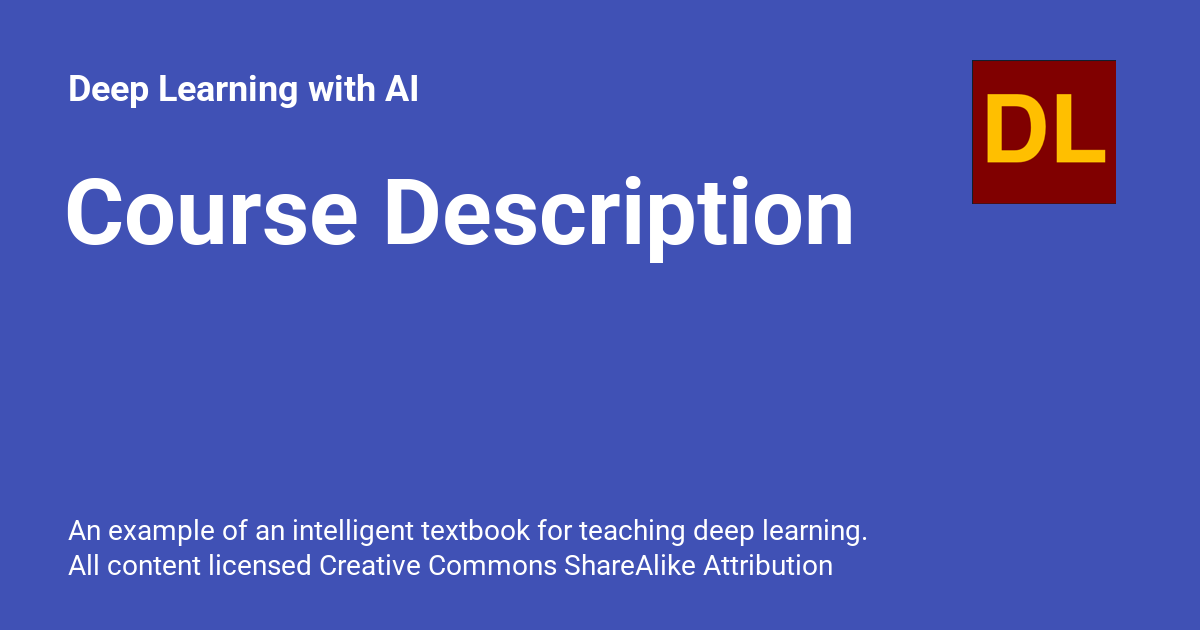 Deep Learning with AI
DL
Course Description
An example of an intelligent textbook for teaching deep learning.
All content licensed Creative Commons ShareAlike Attribution